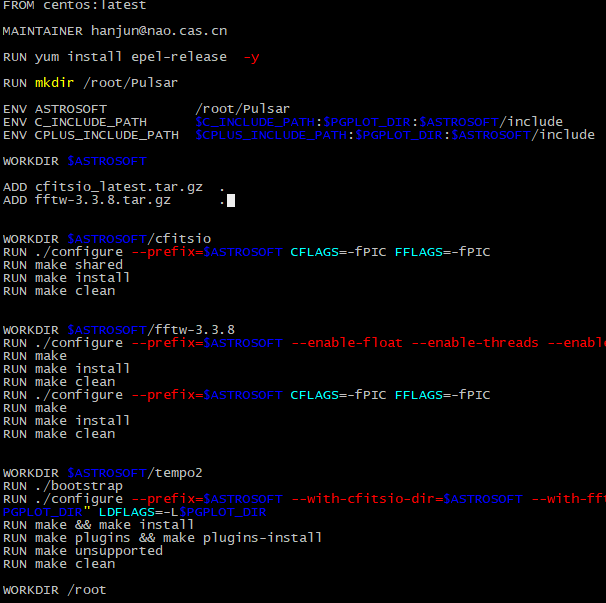 FROM centos:latest
MAINTAINER hanjun@nao.cas.cn
RUN yum install epel-release  -y
RUN mkdir /root/Pulsar
ENV ASTROSOFT           /root/Pulsar
ENV C_INCLUDE_PATH      $C_INCLUDE_PATH:$PGPLOT_DIR:$ASTROSOFT/include
ENV CPLUS_INCLUDE_PATH  $CPLUS_INCLUDE_PATH:$PGPLOT_DIR:$ASTROSOFT/include
WORKDIR $ASTROSOFT
ADD cfitsio_latest.tar.gz  .
ADD fftw-3.3.8.tar.gz      .
WORKDIR $ASTROSOFT/cfitsio
RUN ./configure --prefix=$ASTROSOFT CFLAGS=-fPIC FFLAGS=-fPIC
RUN make shared
RUN make install
RUN make clean
WORKDIR $ASTROSOFT/fftw-3.3.8
RUN ./configure --prefix=$ASTROSOFT --enable-float --enable-threads --enabl
RUN make
RUN make install
RUN make clean
RUN ./configure --prefix=$ASTROSOFT CFLAGS=-fPIC FFLAGS=-fPIC
RUN make
RUN make install
RUN make clean
WORKDIR $ASTROSOFT/tempo2
RUN ./bootstrap
RUN ./configure --prefix=$ASTROSOFT --with-cfitsio-dir=$ASTROSOFT --with-fft
PGPLOT_DIR" LDFLAGS=-L$PGPLOT_DIR
RUN make && make install
RUN make plugins && make plugins-install
RUN make unsupported
RUN make clean
WORKDIR /root